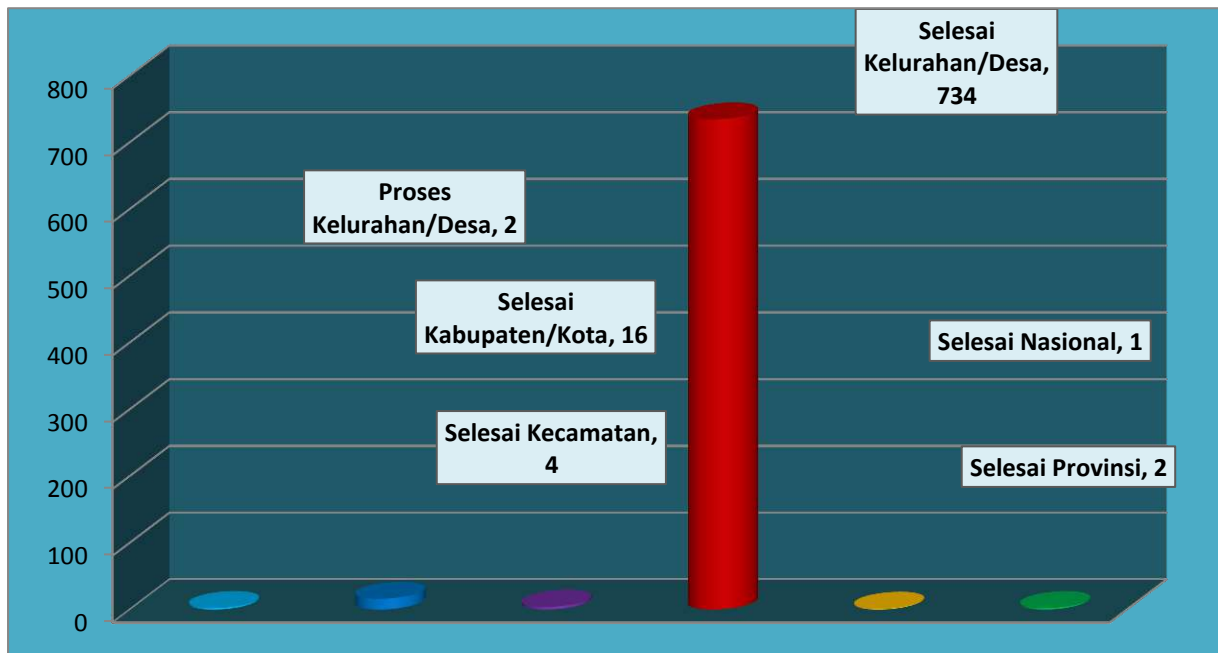 800
700
600
500
400
300
200
100
0
Proses
Kelurahan/Desa, 2
Selesai
Kabupaten/Kota, 16
Selesai Kecamatan,
4
Selesai
Kelurahan/Desa,
734
Selesai Nasional, 1
Selesai Provinsi, 2